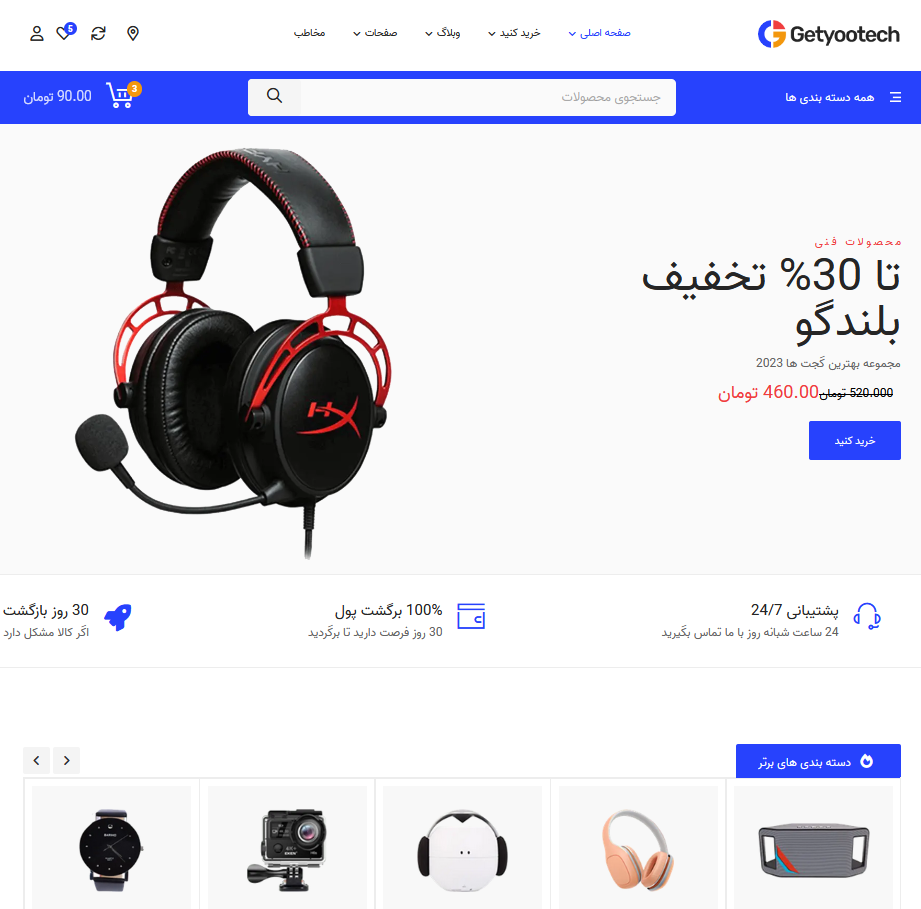 Getyootech
صفحه اصلی
خرید کنید
وبلاگ
صفحات
مخاطب
5
همه دسته بندی ها
جستجوی محصولات
3
90.00 تومان
محصولات فنی
تا 30% تخفیف
بلندگو
مجموعه بهترین گجت ها 2023
520.000 تومان460.00 تومان
خرید کنید
پشتیبانی 24/7
24 ساعت شبانه روز با ما تماس بگیرید
100% برگشت پول
30 روز فرصت دارید تا برگردید
30 روز بازگشت
اگر کالا مشکل دارد
دسته بندی های برتر